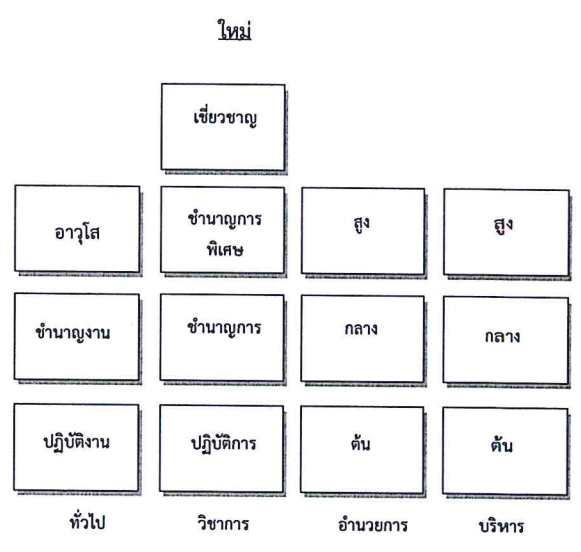 ใหม่
เชี่ยวชาญ
อาวุโส
ชำนาญการ
พิเศษ
สูง
สูง
ชำนาญงาน
ชำนาญการ
กลาง
กลาง
ปฏิบัติงาน
ปฏิบัติการ
ต้น
ต้น
ทั่วไป
วิชาการ
อำนวยการ
บริหาร